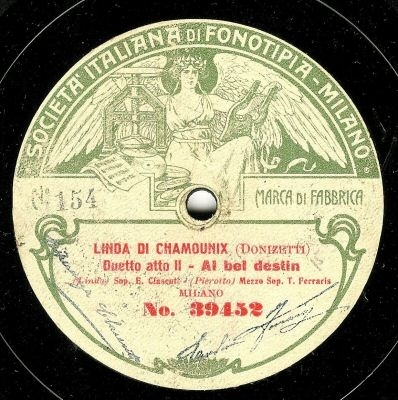 SOCIETÀ ITALIANA DI FONOTIPIA - MILANO.
154
MARCA DI FABBRICA
LINDA DI CHAMOUNIX (DONIZETTI)
Duetto atto II - Al bel destin
(Linda) Sop. E. Clasenti - (Pierotto) Mezzo Sop. T. Ferraris
MILANO
No. 39452